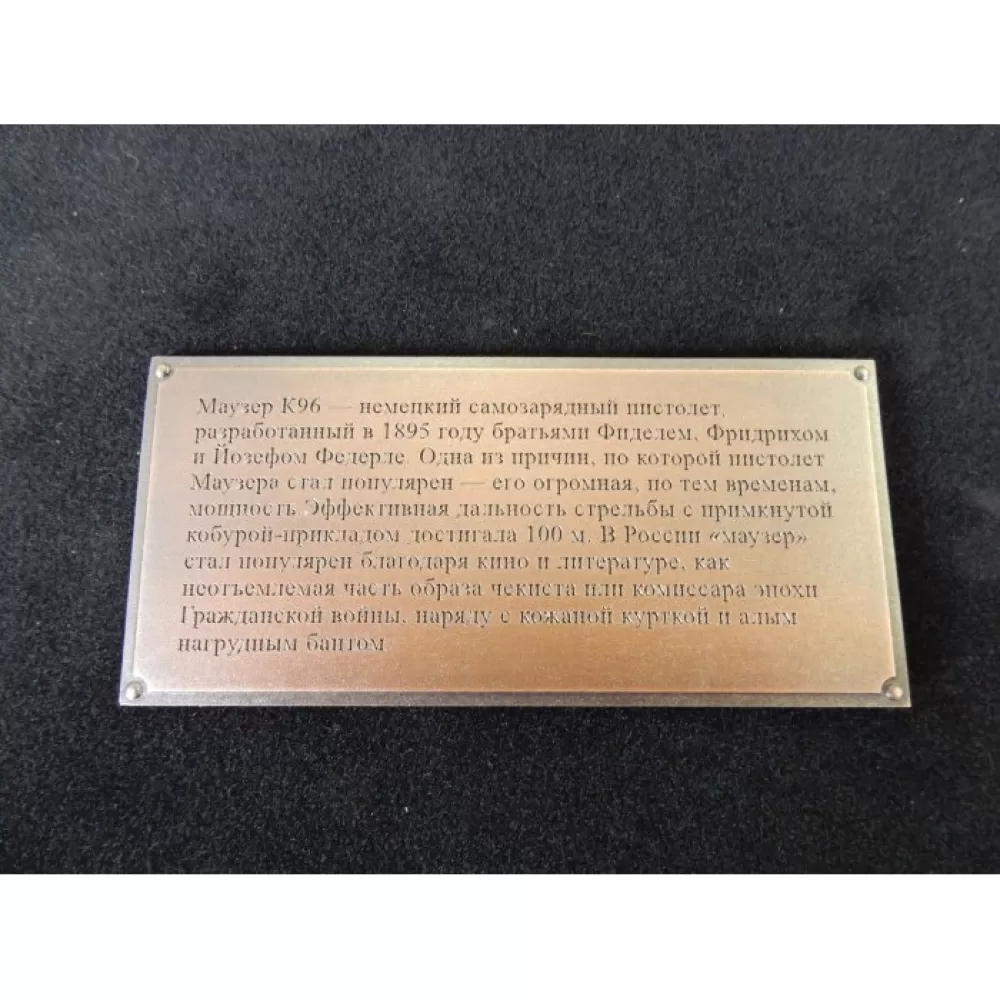 Маузер К96 — немецкий самозарядный пистолет,
разработанный в 1895 году братьями Фиделем, Фридрихом
и Йозефом Федерле. Одна из причин, по которой пистолет
Маузера стал популярен — его огромная, по тем временам,
мощность. Эффективная дальность стрельбы с примкнутой
кобурой-прикладом достигала 100 м. В России «маузер»
стал популярен благодаря кино и литературе, как
неотъемлемая часть образа чекиста или комиссара эпохи
Гражданской войны, наряду с кожаной курткой и алым
нагрудным бантом.